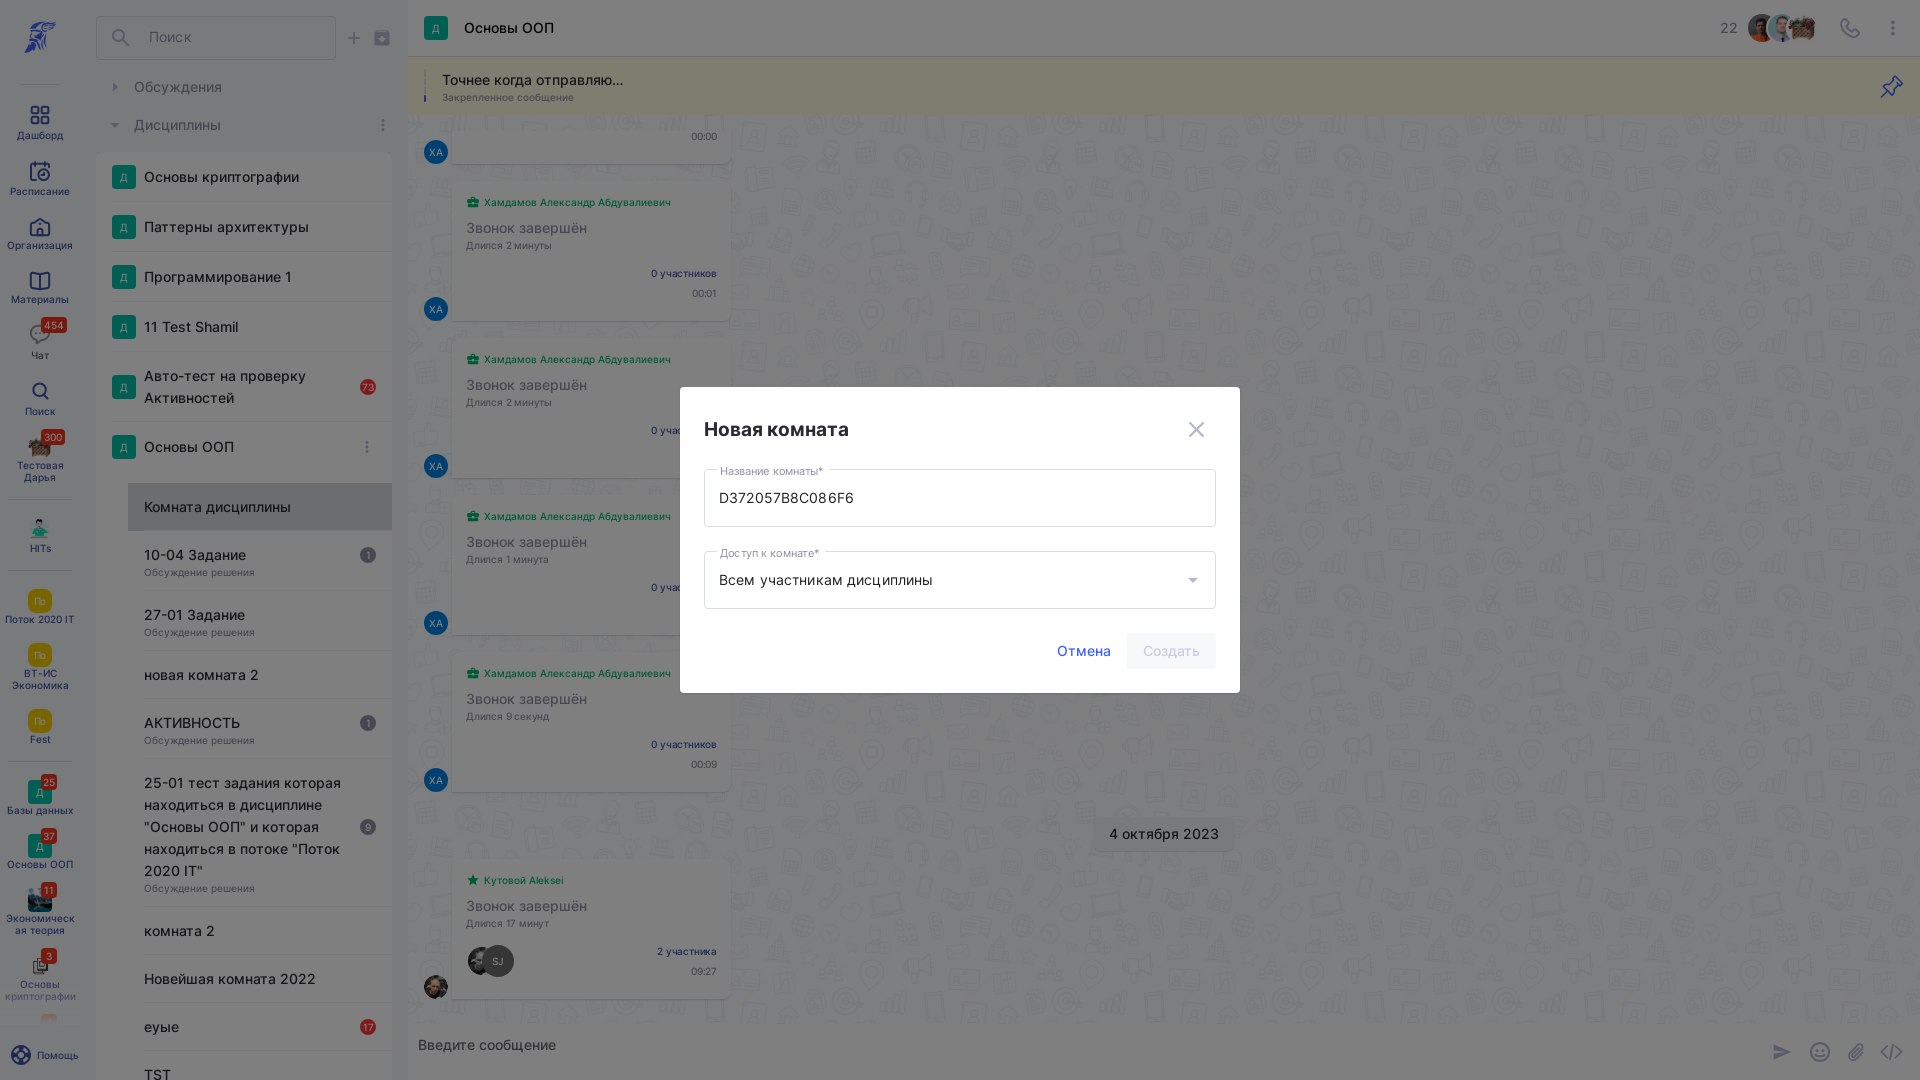 Дашборд
Расписание
Организация
Материалы
454
Чат
Поиск
300
Тестовая
Дарья
HITs
По
Поток 2020 IT
По
ВТ-ИС
Экономика
По
Fest
25
Д
Базы данных
37
Д
Основы ООП
11
Экономическ
ая теория
3
Основы
криптографии
Помощь
Поиск
Обсуждения
Дисциплины
Д
Основы криптографии
Д
Паттерны архитектуры
Д
Программирование 1
Д
11 Test Shamil
Д
Авто-тест на проверку
Активностей
73
Д
Основы ООП
Комната дисциплины
10-04 Задание
Обсуждение решения
1
27-01 Задание
Обсуждение решения
новая комната 2
АКТИВНОСТЬ
Обсуждение решения
1
25-01 тест задания которая
находиться в дисциплине
"Основы ООП" и которая
находиться в потоке "Поток
2020 IT"
Обсуждение решения
9
комната 2
Новейшая комната 2022
еуые
17
TST
Д
Основы ООП
22
Точнее когда отправляю...
Закрепленное сообщение
00:00
ХА
Хамдамов Александр Абдувалиевич
Звонок завершён
Длился 2 минуты
0 участников
00:01
ХА
Хамдамов Александр Абдувалиевич
Звонок завершён
Длился 2 минуты
0 учас
ХА
Хамдамов Александр Абдувалиевич
Звонок завершён
Длился 1 минута
0 учас
ХА
Хамдамов Александр Абдувалиевич
Звонок завершён
Длился 9 секунд
0 участников
00:09
ХА
4 октября 2023
Кутовой Aleksei
Звонок завершён
Длился 17 минут
SJ
2 участника
09:27
Введите сообщение
Новая комната
Название комнаты*
D372057B8C086F6
Доступ к комнате*
Всем участникам дисциплины
Отмена
Создать